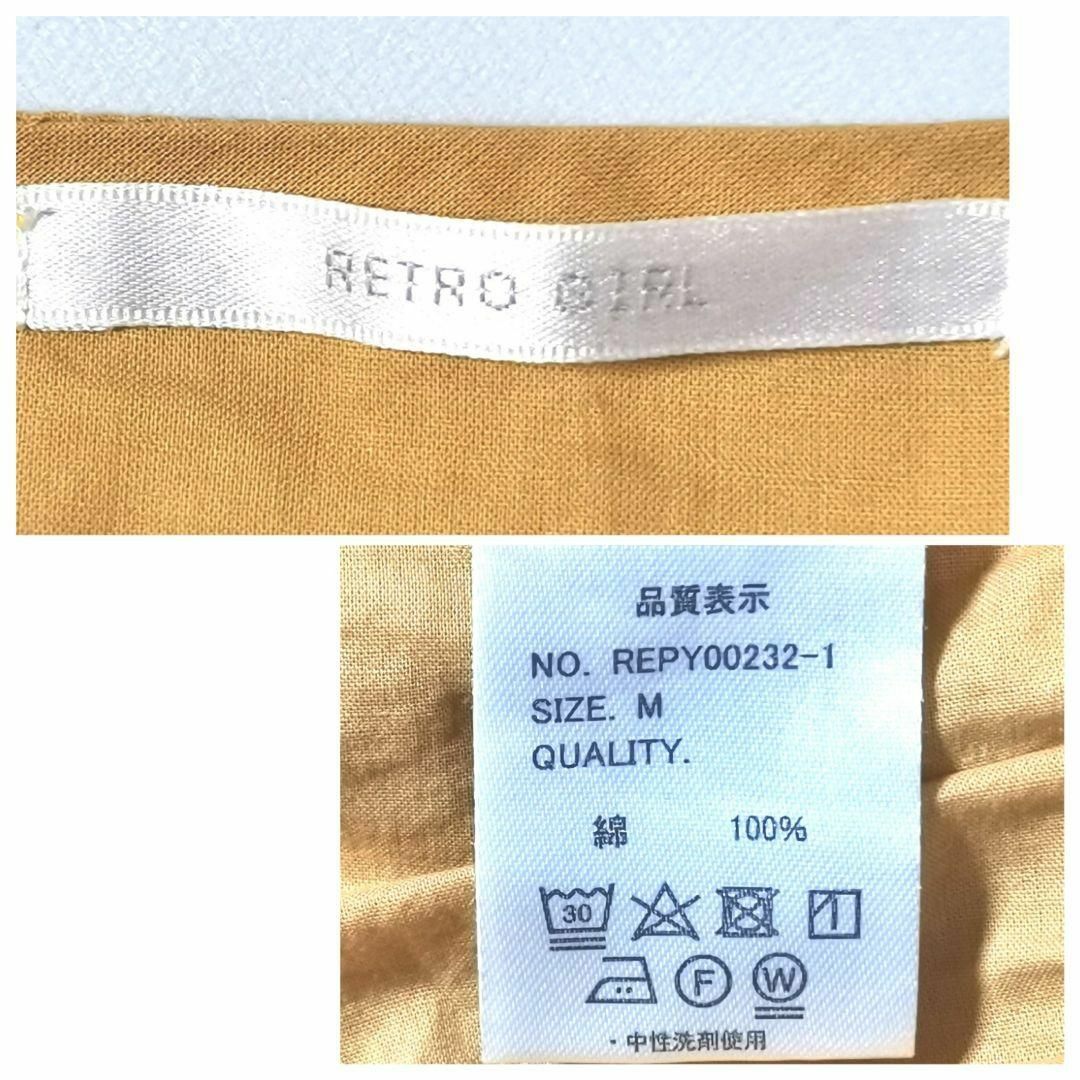 RETRO GIRL
品質表示
NO. REPY00232-1
SIZE. M
QUALITY.
綿 100%
30
F W
・中性洗剤使用